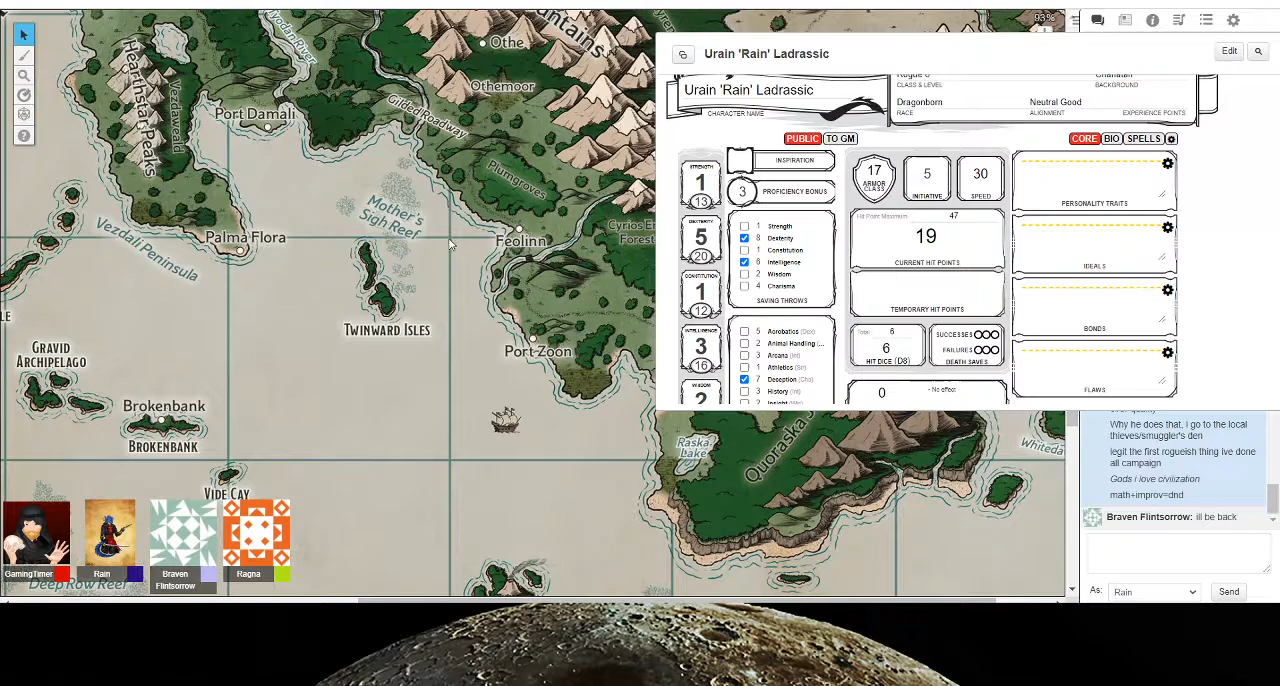 93%
Othe
Othemoor
Hearthstar Peaks
Vezdaweald
Port Damali
Gilded Roadway
Plumgroves
Mother's
Sigh Reef
Feolinn
Cyrios
Forest
Palma Flora
Vezdali Peninsula
TWINWARD ISLES
Port Zoon
GRAVID
ARCHIPELAGO
Brokenbank
BROKENBANK
VIDE CAY
Raska
Lake
Quoraska
GamingTimer
Rain
Braven
Flintsorrow
Ragna
Deep Row Reef
Urain 'Rain' Ladrassic
Edit
Urain 'Rain' Ladrassic
CHARACTER NAME
CLASS & LEVEL
BACKGROUND
Dragonborn
Neutral Good
RACE
ALIGNMENT
EXPERIENCE POINTS
PUBLIC
TO GM
CORE
BIO
SPELLS
STRENGTH
1
13
DEXTERITY
5
20
CONSTITUTION
1
12
INTELLIGENCE
3
16
WISDOM
2
INSPIRATION
3
PROFICIENCY BONUS
1 Strength
8 Dexterity
1 Constitution
6 Intelligence
2 Wisdom
4 Charisma
SAVING THROWS
5 Acrobatics (Dex)
2 Animal Handling (...
3 Arcana (Int)
1 Athletics (Str)
7 Deception (Cha)
3 History (Int)
17
ARMOR
CLASS
5
INITIATIVE
30
SPEED
Hit Point Maximum 47
19
CURRENT HIT POINTS
TEMPORARY HIT POINTS
Total 6
6
HIT DICE (D8)
SUCCESSES
FAILURES
DEATH SAVES
0
- No effect
PERSONALITY TRAITS
IDEALS
BONDS
FLAWS
Why he does that, i go to the local
thieves/smuggler's den
legit the first rogueish thing ive done
all campaign
Gods i love civilization
math+improv=dnd
Braven Flintsorrow: ill be back
As:
Rain
Send